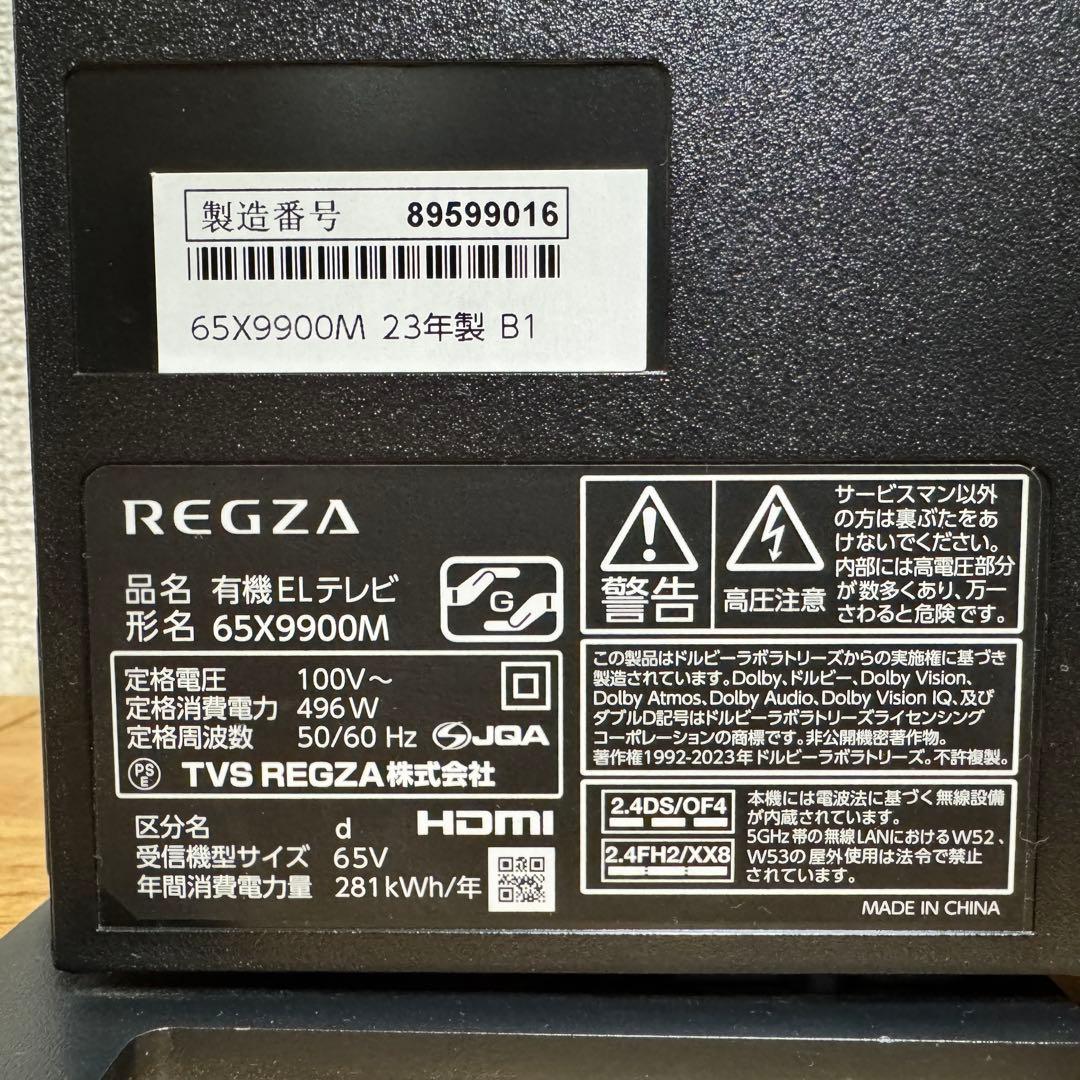 製造番号 89599016
65X9900M 23年製 B1
REGZA
品名 有機ELテレビ
形名 65X9900M
G
定格電圧 100V～
定格消費電力 496W
定格周波数 50/60 Hz JQA
PSE TVS REGZA株式会社
区分名 d HDMI
受信機型サイズ 65V
年間消費電力量 281kWh/年
警告
高圧注意
サービスマン以外
の方は裏ぶたをあ
けないでください。
内部には高電圧部分
が数多くあり、万一
さわると危険です。
この製品はドルビーラボラトリーズからの実施権に基づき
製造されています。Dolby、ドルビー、Dolby Vision、
Dolby Atmos、Dolby Audio、Dolby Vision IQ、及び
ダブルD記号はドルビーラボラトリーズライセンシング
コーポレーションの商標です。非公開機密著作物。
著作権1992-2023年ドルビーラボラトリーズ。不許複製。
2.4DS/OF4
2.4FH2/XX8
本機には電波法に基づく無線設備
が内蔵されています。
5GHz帯の無線LANにおけるW52、
W53の屋外使用は法令で禁止
されています。
MADE IN CHINA